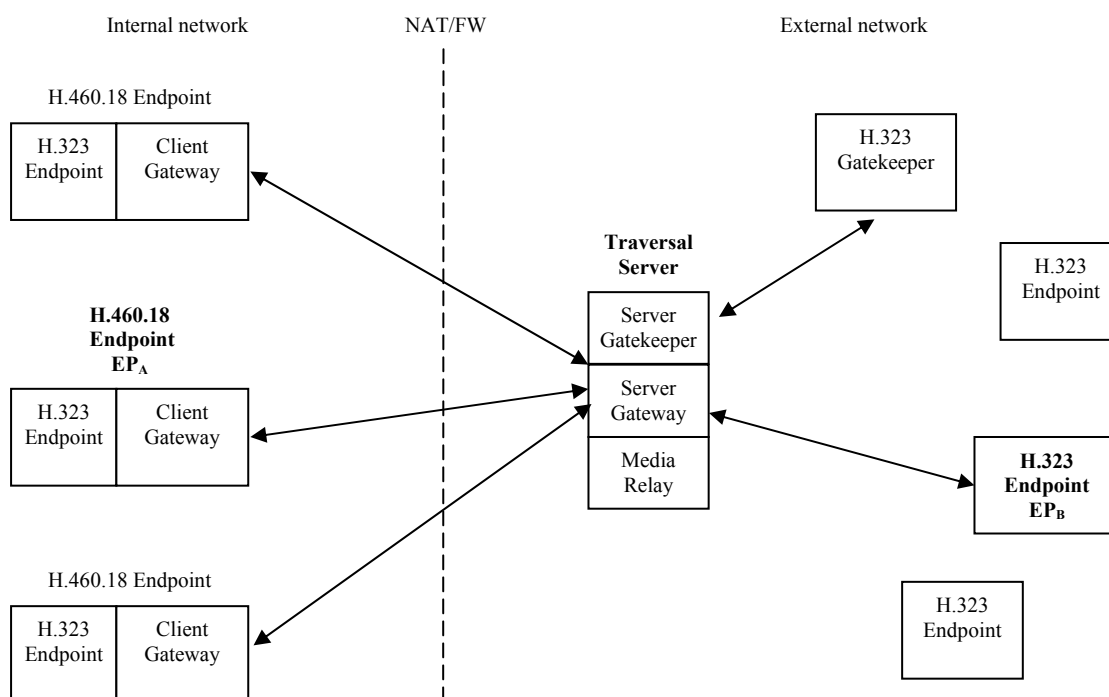 Internal network
NAT/FW
External network
H.460.18 Endpoint
H.323
Endpoint
Client
Gateway
H.323
Gatekeeper
Traversal
Server
H.323
Endpoint
Server
Gatekeeper
H.460.18
Endpoint
EPA
H.323
Endpoint
Client
Gateway
Server
Gateway
Media
Relay
H.323
Endpoint
EPB
H.460.18 Endpoint
H.323
Endpoint
Client
Gateway
H.323
Endpoint